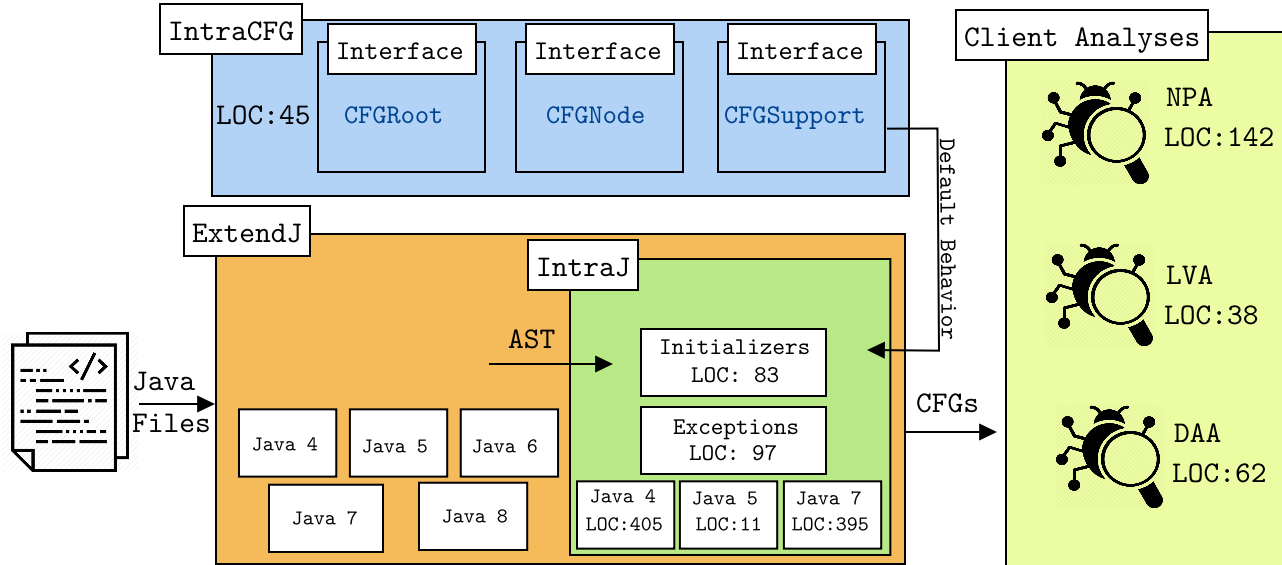 IntraCFG
LOC:45
Interface
CFGRoot
Interface
CFGNode
Interface
CFGSupport
Default Behavior
Client Analyses
NPA
LOC:142
LVA
LOC:38
DAA
LOC:62
ExtendJ
IntraJ
AST
Initializers
LOC: 83
Exceptions
LOC: 97
Java 4
LOC:405
Java 5
LOC:11
Java 7
LOC:395
Java 4
Java 5
Java 6
Java 7
Java 8
</>
Java
Files
CFGs